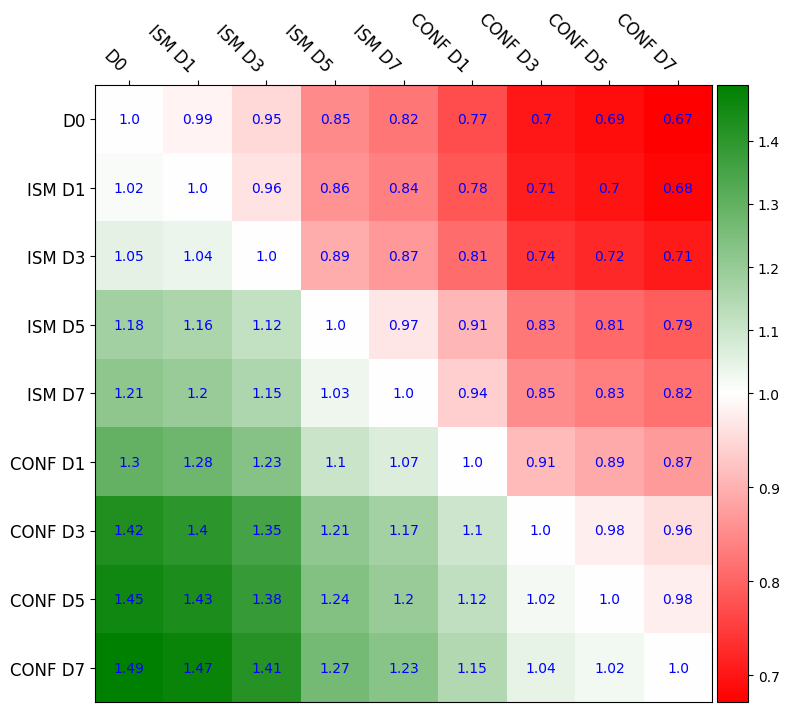 D0 ISM D1 ISM D3 ISM D5 ISM D7 CONF D1 CONF D3 CONF D5 CONF D7
D0 1.0 0.99 0.95 0.85 0.82 0.77 0.7 0.69 0.67
ISM D1 1.02 1.0 0.96 0.86 0.84 0.78 0.71 0.7 0.68
ISM D3 1.05 1.04 1.0 0.89 0.87 0.81 0.74 0.72 0.71
ISM D5 1.18 1.16 1.12 1.0 0.97 0.91 0.83 0.81 0.79
ISM D7 1.21 1.2 1.15 1.03 1.0 0.94 0.85 0.83 0.82
CONF D1 1.3 1.28 1.23 1.1 1.07 1.0 0.91 0.89 0.87
CONF D3 1.42 1.4 1.35 1.21 1.17 1.1 1.0 0.98 0.96
CONF D5 1.45 1.43 1.38 1.24 1.2 1.12 1.02 1.0 0.98
CONF D7 1.49 1.47 1.41 1.27 1.23 1.15 1.04 1.02 1.0
1.4
1.3
1.2
1.1
1.0
0.9
0.8
0.7